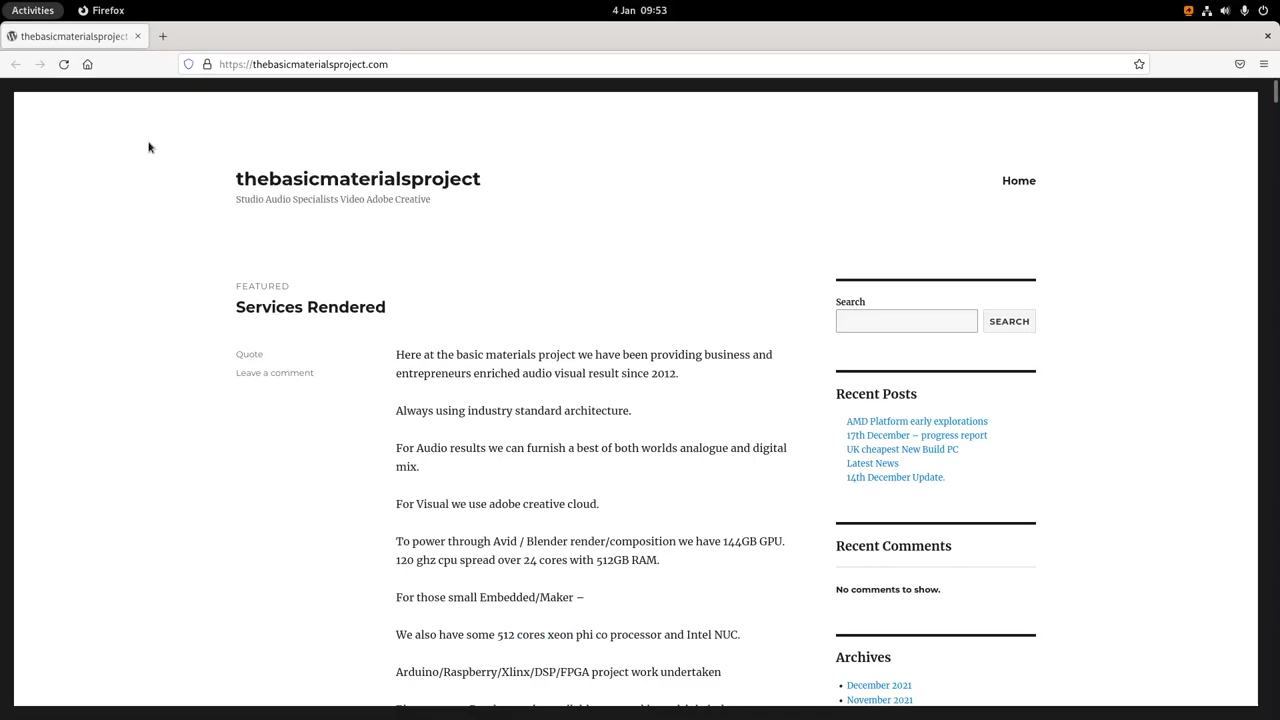 Activities Firefox 4 Jan 09:53
thebasicmaterialsproject
https://thebasicmaterialsproject.com
thebasicmaterialsproject
Home
Studio Audio Specialists Video Adobe Creative
FEATURED
Services Rendered
Quote
Leave a comment
Here at the basic materials project we have been providing business and
entrepreneurs enriched audio visual result since 2012.
Always using industry standard architecture.
For Audio results we can furnish a best of both worlds analogue and digital
mix.
For Visual we use adobe creative cloud.
To power through Avid / Blender render/composition we have 144GB GPU.
120 ghz cpu spread over 24 cores with 512GB RAM.
For those small Embedded/Maker –
We also have some 512 cores xeon phi co processor and Intel NUC.
Arduino/Raspberry/Xlinx/DSP/FPGA project work undertaken
Search
SEARCH
Recent Posts
AMD Platform early explorations
17th December – progress report
UK cheapest New Build PC
Latest News
14th December Update.
Recent Comments
No comments to show.
Archives
• December 2021
• November 2021